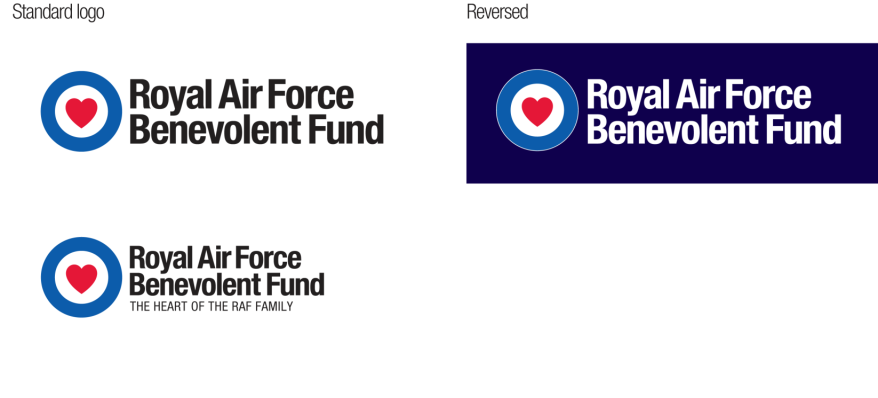 Standard logo
Reversed
Royal Air Force
Benevolent Fund
Royal Air Force
Benevolent Fund
Royal Air Force
Benevolent Fund
THE HEART OF THE RAF FAMILY